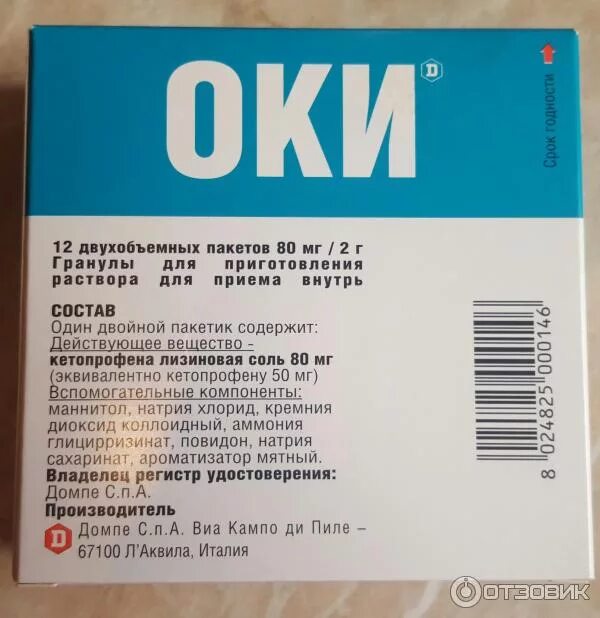 ОКИ
D
Срок годности
12 двухобъемных пакетов 80 мг / 2 г
Гранулы для приготовления
раствора для приема внутрь
СОСТАВ
Один двойной пакетик содержит:
Действующее вещество -
кетопрофена лизиновая соль 80 мг
(эквивалентно кетопрофену 50 мг)
Вспомогательные компоненты:
маннитол, натрия хлорид, кремния
диоксид коллоидный, аммония
глицирризинат, повидон, натрия
сахаринат, ароматизатор мятный.
Владелец регистр удостоверения:
Домпе С.п.А.
Производитель
D Домпе С.п.А. Виа Кампо ди Пиле –
67100 Л'Аквила, Италия
8 024825 000146
ОТЗОВИК